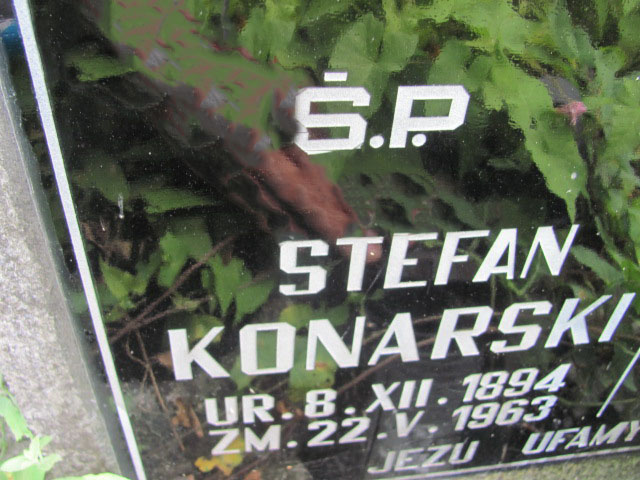 Ś.P.
STEFAN
KONARSKI
UR. 8. XII. 1894
ZM. 22. V. 1963
JEZU UFAMY